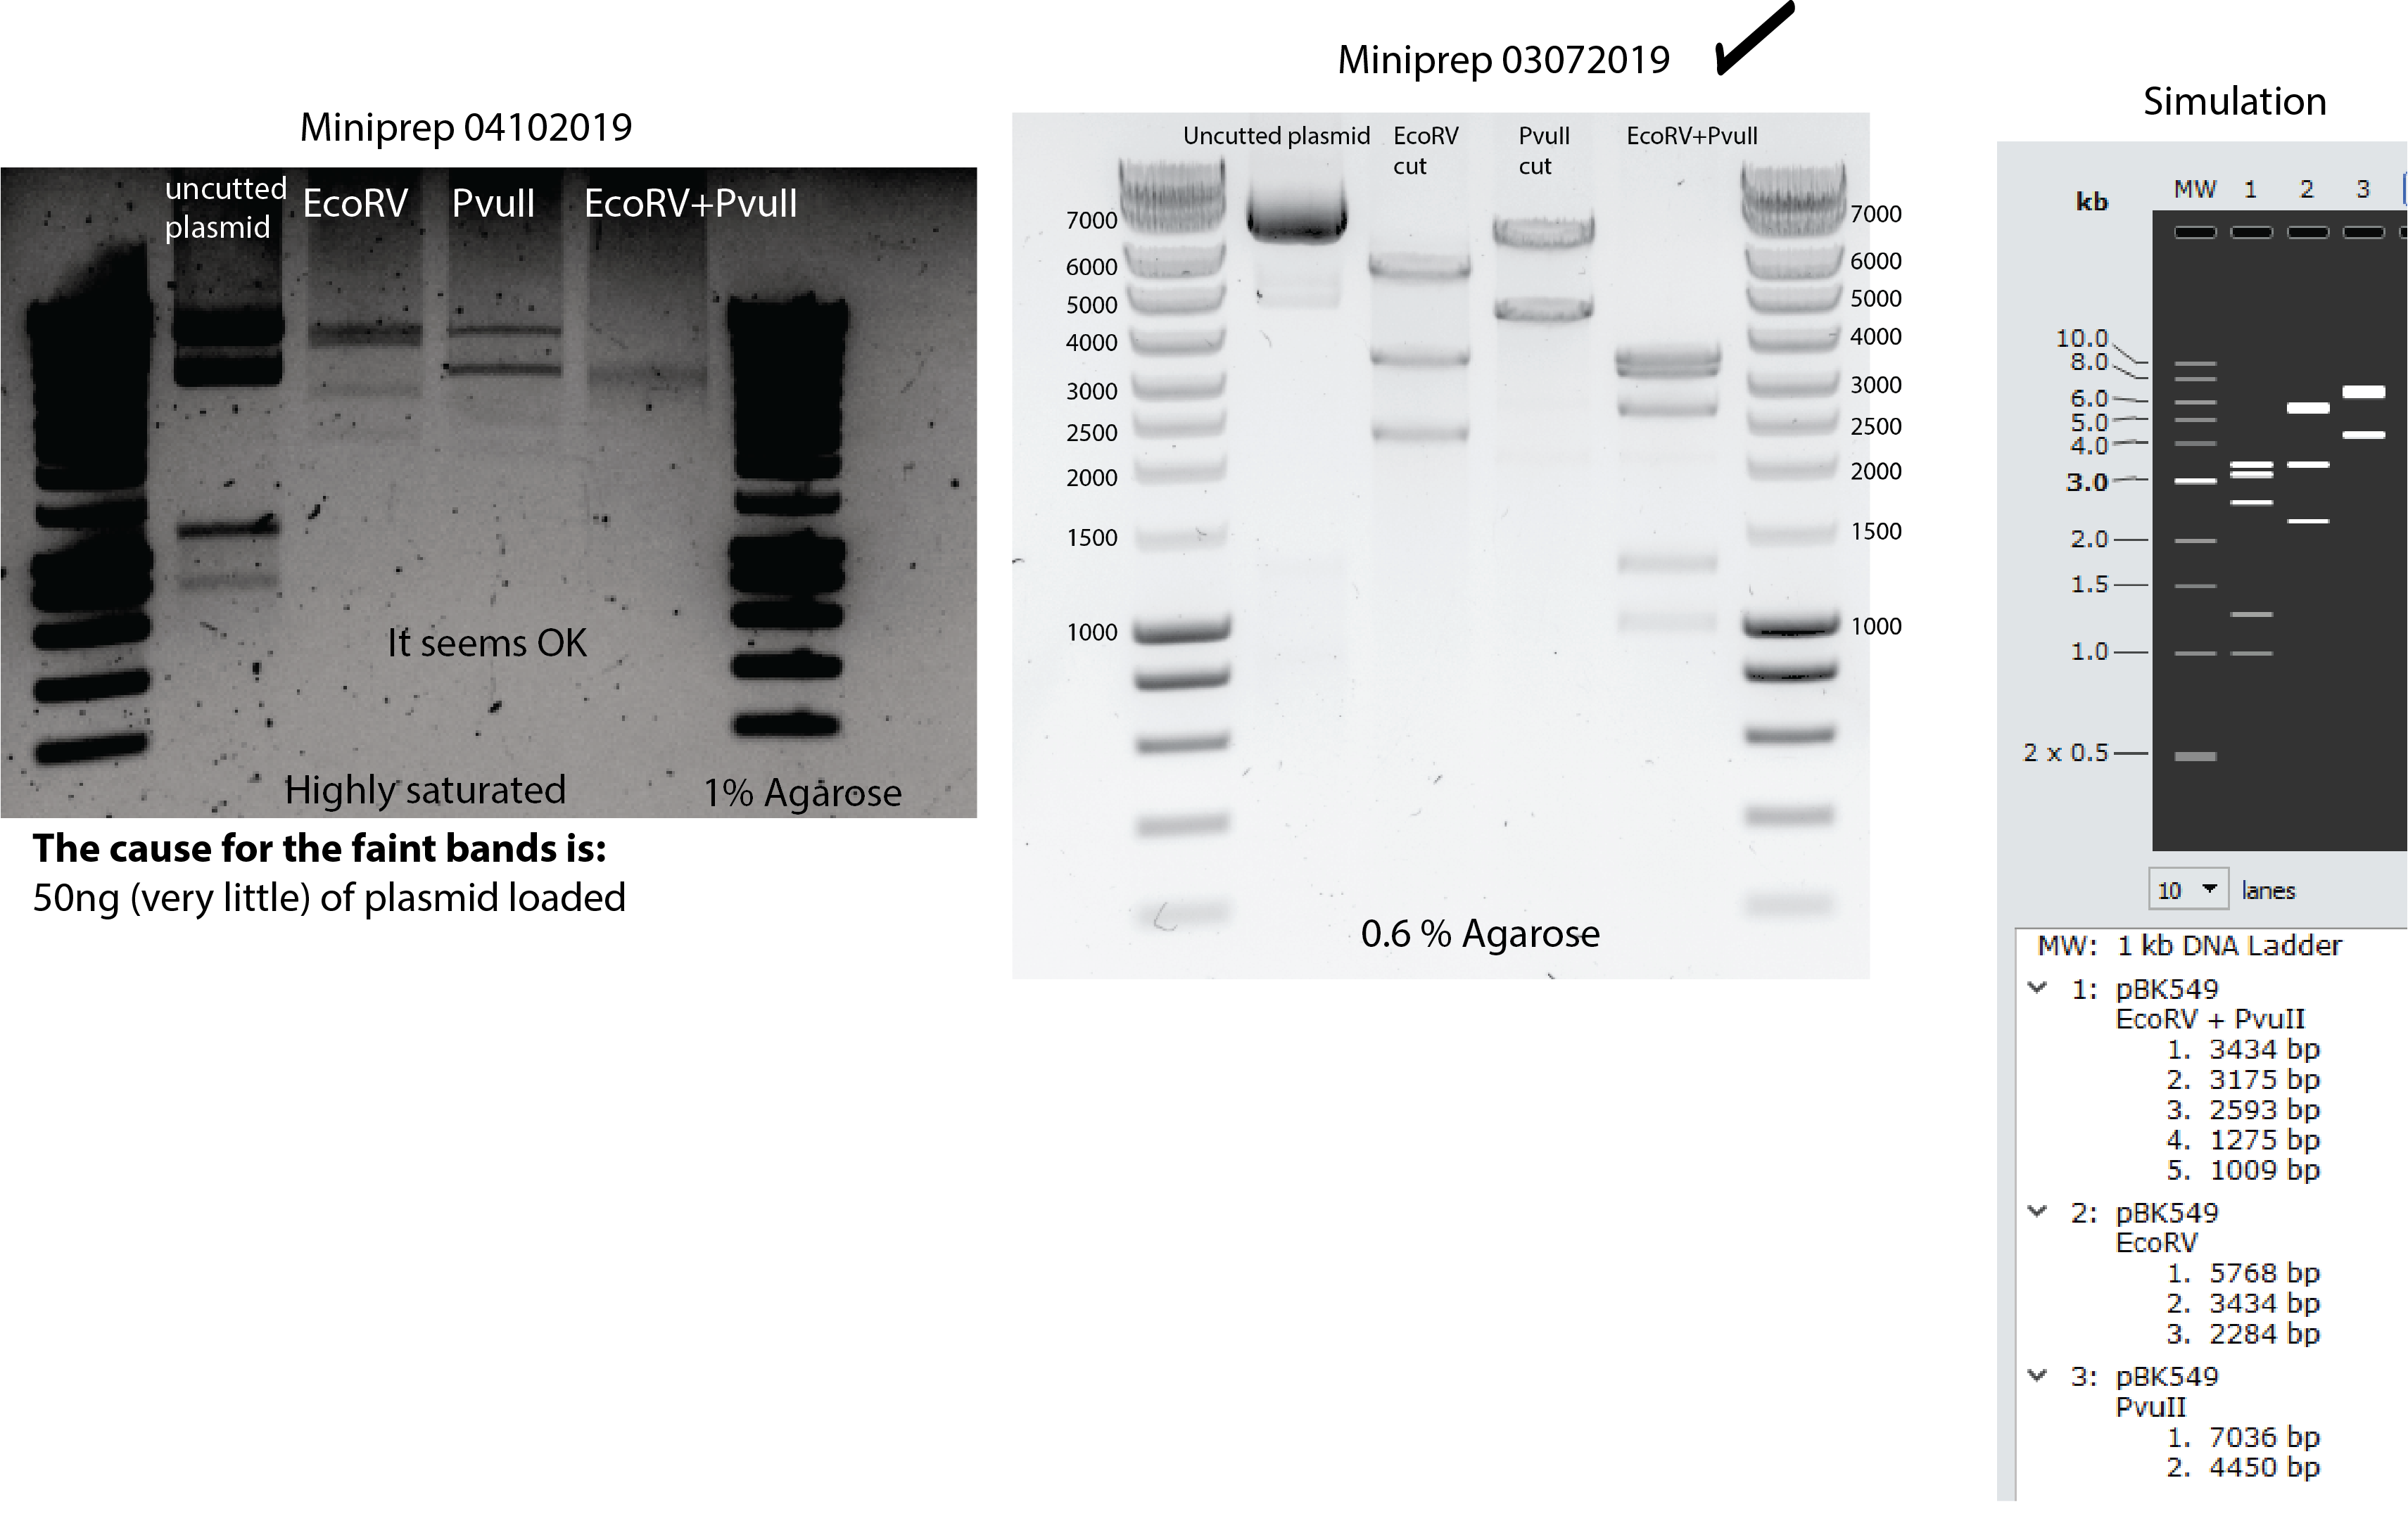 Miniprep 04102019
uncutted
plasmid
EcoRV
PvuII
EcoRV+PvuII
It seems OK
Highly saturated
1% Agarose
The cause for the faint bands is:
50ng (very little) of plasmid loaded
Miniprep 03072019
Uncutted plasmid
EcoRV
cut
PvuII
cut
EcoRV+PvuII
7000
6000
5000
4000
3000
2500
2000
1500
1000
7000
6000
5000
4000
3000
2500
2000
1500
1000
0.6 % Agarose
Simulation
kb
MW 1 2 3
10.0
8.0
6.0
5.0
4.0
3.0
2.0
1.5
1.0
2 x 0.5
10 lanes
MW: 1 kb DNA Ladder
1: pBK549
EcoRV + PvuII
1. 3434 bp
2. 3175 bp
3. 2593 bp
4. 1275 bp
5. 1009 bp
2: pBK549
EcoRV
1. 5768 bp
2. 3434 bp
3. 2284 bp
3: pBK549
PvuII
1. 7036 bp
2. 4450 bp